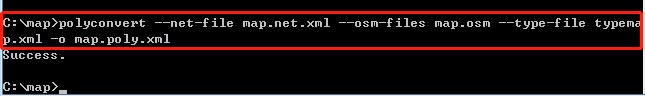 C:\map>polyconvert --net-file map.net.xml --osm-files map.osm --type-file typema
p.xml -o map.poly.xml
Success.
C:\map>_